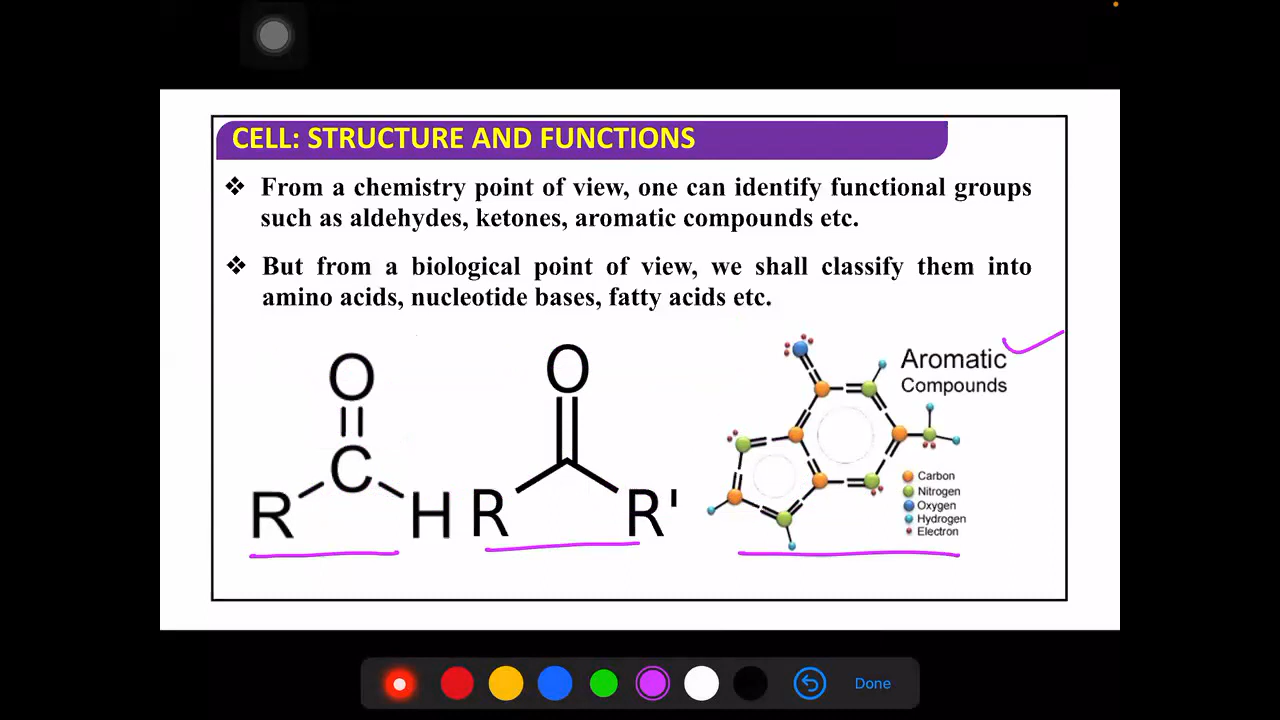 CELL: STRUCTURE AND FUNCTIONS
❖ From a chemistry point of view, one can identify functional groups
such as aldehydes, ketones, aromatic compounds etc.
❖ But from a biological point of view, we shall classify them into
amino acids, nucleotide bases, fatty acids etc.
O
C
R H
O
R R'
Aromatic
Compounds
Carbon
Nitrogen
Oxygen
Hydrogen
Electron
Done